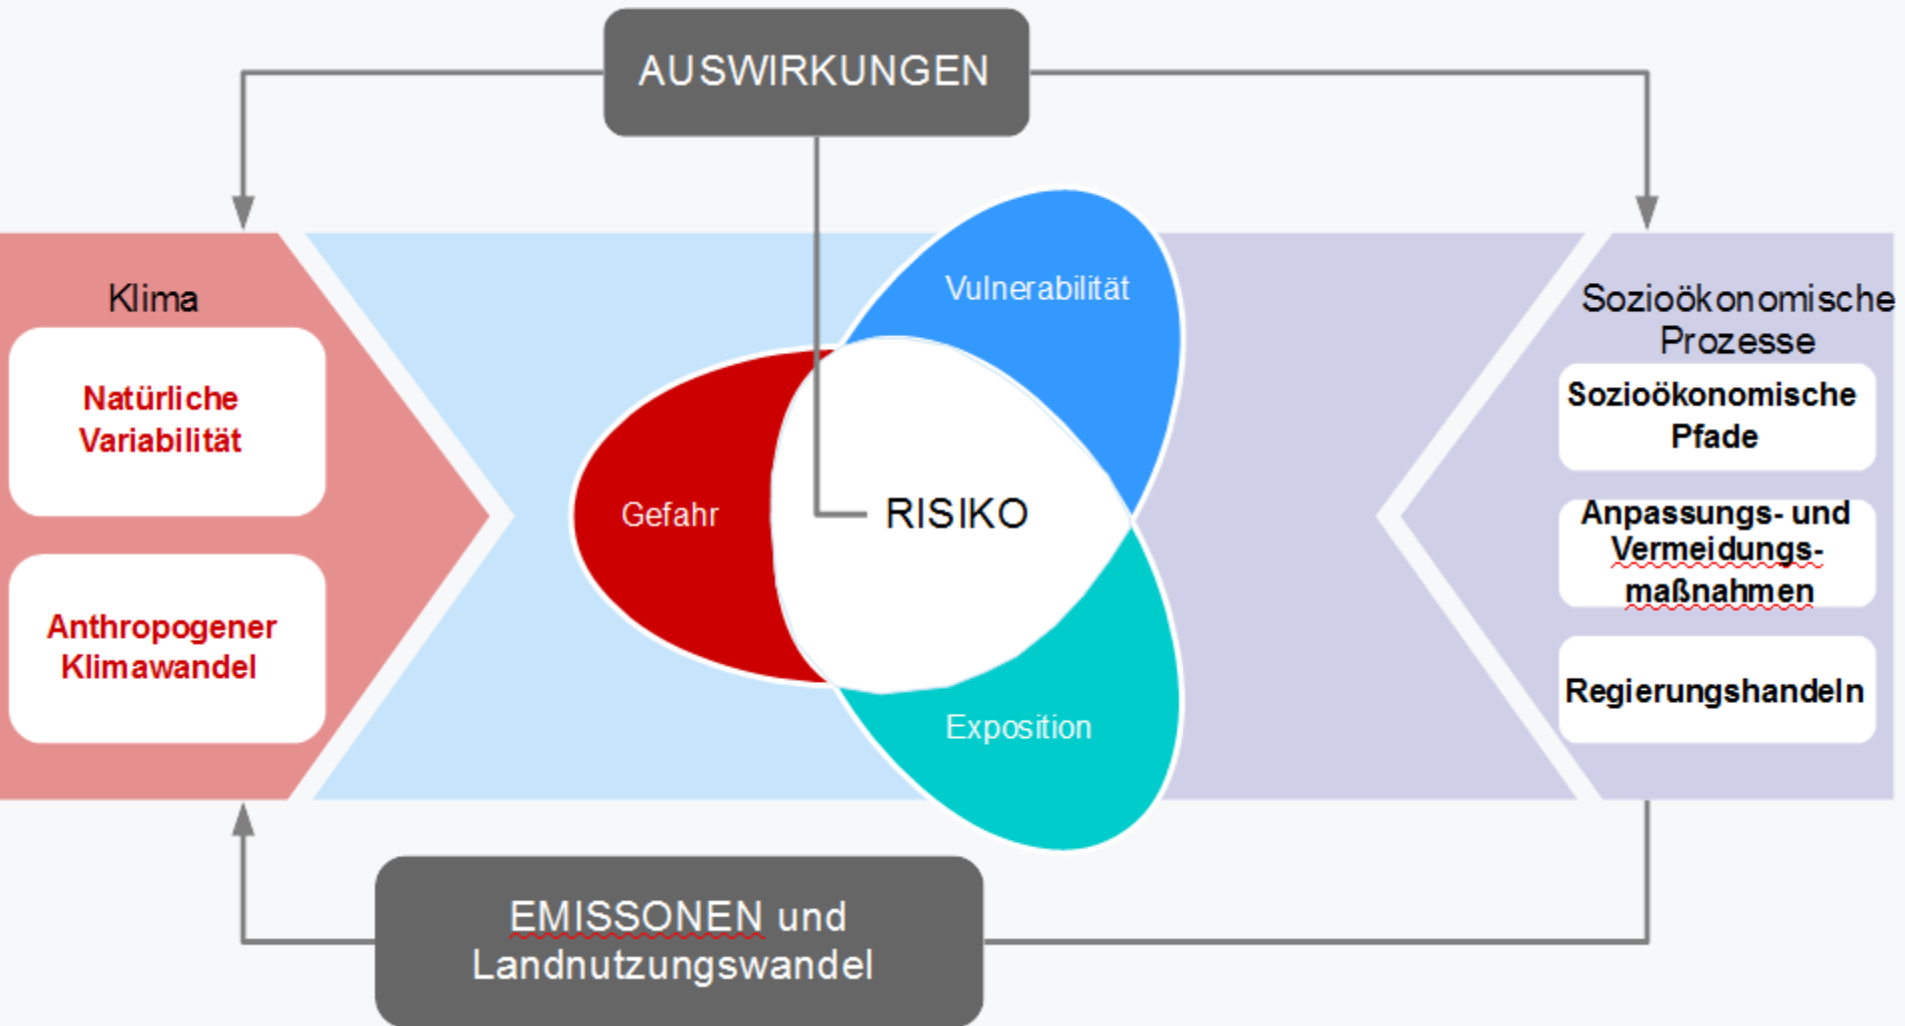 AUSWIRKUNGEN
Klima
Natürliche
Variabilität
Anthropogener
Klimawandel
Vulnerabilität
Gefahr
RISIKO
Exposition
Sozioökonomische
Prozesse
Sozioökonomische
Pfade
Anpassungs- und
Vermeidungs-
maßnahmen
Regierungshandeln
EMISSONEN und
Landnutzungswandel